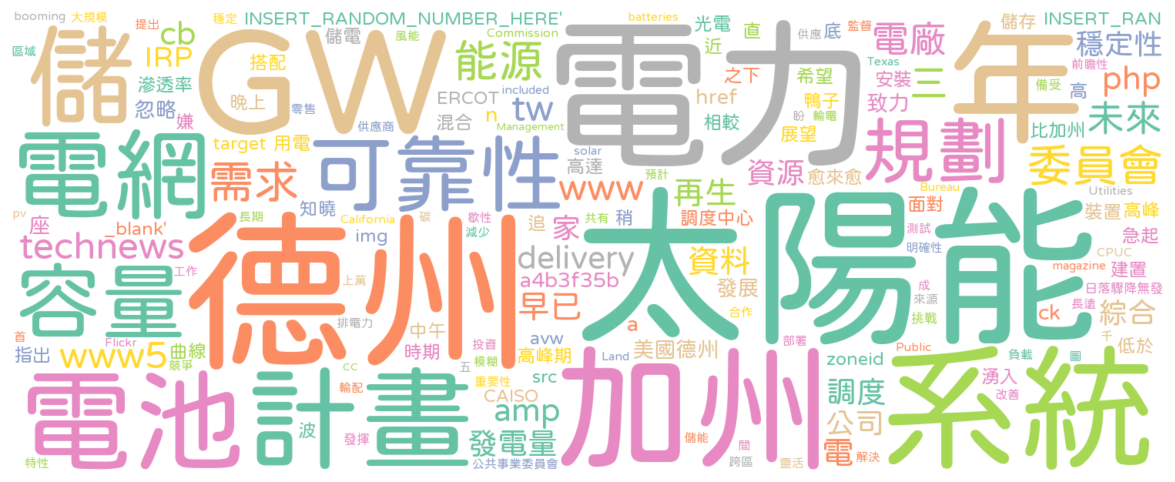 booming 大規模 穩定 提出 INSERT_RANDOM_NUMBER_HERE' 風能 Commission batteries 光電 直 供應 底 監督 儲存 INSERT_RAN
區域 儲 GW 儲電 cb IRP 搭配 能源 電力 近 電廠 年 穩定性
滲透率 忽略 晚上 零售 ERCOT included 混合 n tw 之下 希望 Texas 安裝 三 前瞻性 備受 高 php
嫌 供應商 Management href 鴨子 致力 相較 盼 輸電 展望 比加州 未來
電網 target 用電 可靠性 solar 高達 預計 資源 愈來愈 規劃 委員會
需求 知曉 www 再生 Bureau 面對 Utilities 裝置 高峰
pv 座 _blank' 長期 California 碳 歇性 減少 共有 稍 追 家 調度中心 測試 急起
technews 德州 img delivery 資料 太陽能 明確性 CPUC
容量 工作 上萬 a4b3f35b 發展 magazine 建置
早已 成 來源 日落驟降無發
首 排電力 中午 avw a 合作 挑戰 長遠 ck 綜合
指出 www5 Flickr 曲線 競爭 時期 投資 模糊 高峰期 美國德州 部署 Land zoneid Public 千 負載 圖 低於
電池 計畫 cc 五 重要性 src 加州 調度 系統 湧入 改善
輸配 CAISO amp 公司
波 發揮 發電量 儲能 間 電 解決
特性 公共事業委員會 跨區 靈活